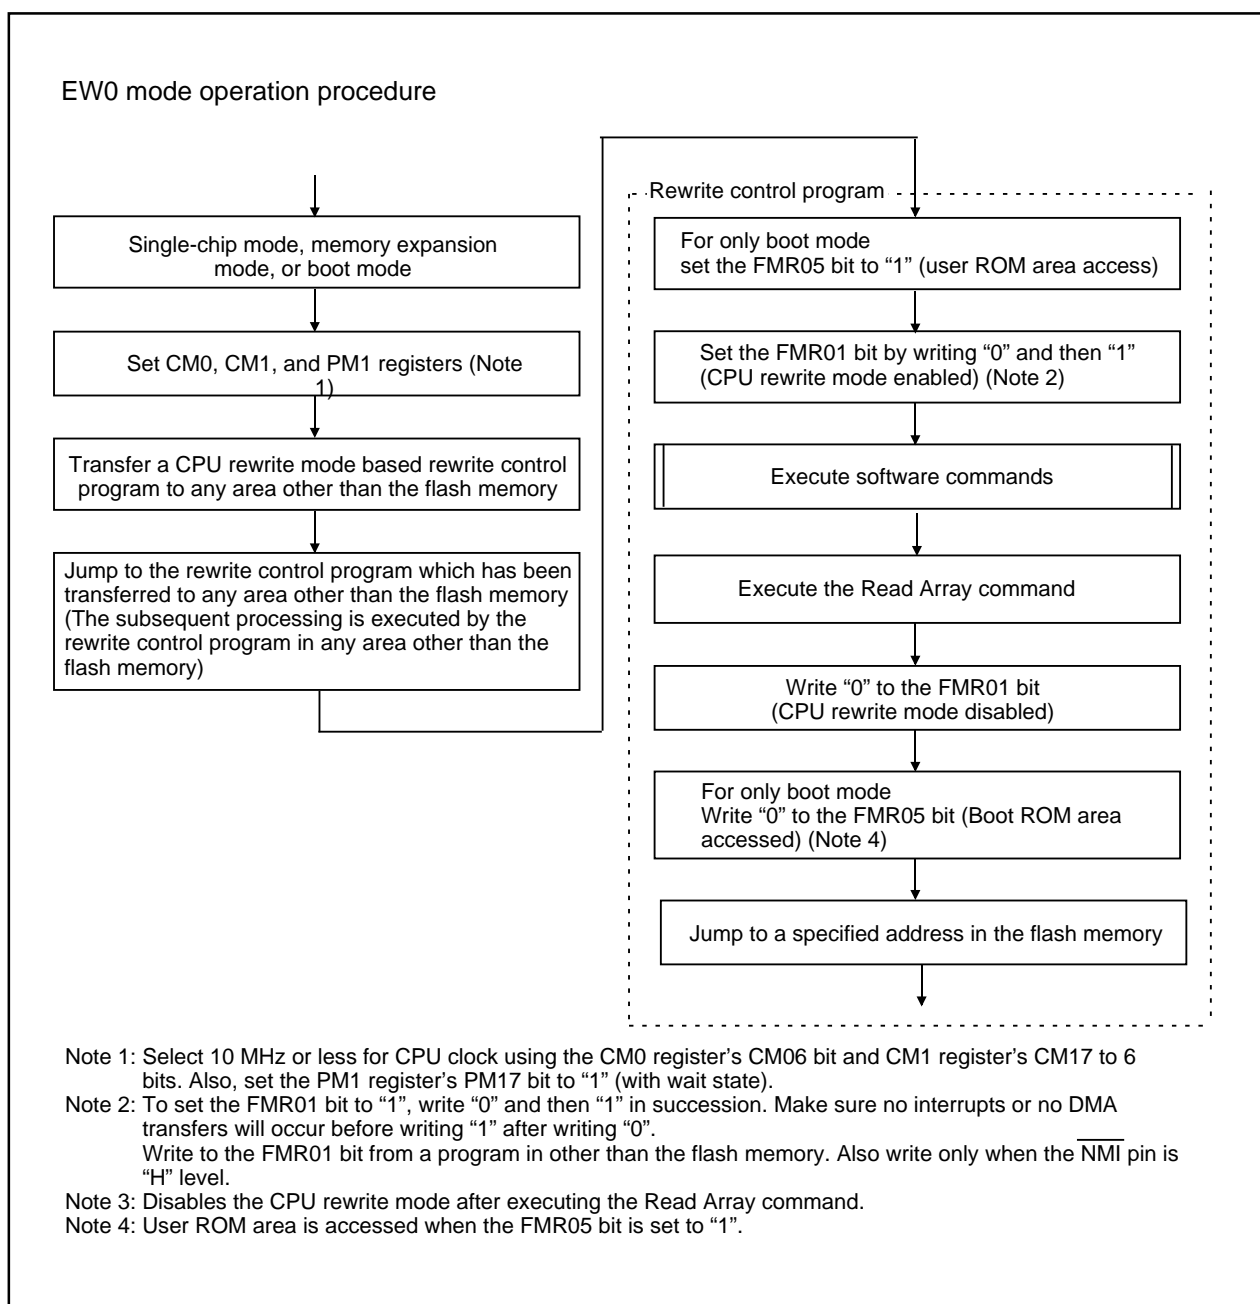 EW0 mode operation procedure
Single-chip mode, memory expansion
mode, or boot mode
Set CM0, CM1, and PM1 registers (Note
1)
Transfer a CPU rewrite mode based rewrite control
program to any area other than the flash memory
Jump to the rewrite control program which has been
transferred to any area other than the flash memory
(The subsequent processing is executed by the
rewrite control program in any area other than the
flash memory)
Rewrite control program
For only boot mode
set the FMR05 bit to “1” (user ROM area access)
Set the FMR01 bit by writing “0” and then “1”
(CPU rewrite mode enabled) (Note 2)
Execute software commands
Execute the Read Array command
Write “0” to the FMR01 bit
(CPU rewrite mode disabled)
For only boot mode
Write “0” to the FMR05 bit (Boot ROM area
accessed) (Note 4)
Jump to a specified address in the flash memory
Note 1: Select 10 MHz or less for CPU clock using the CM0 register’s CM06 bit and CM1 register’s CM17 to 6
bits. Also, set the PM1 register’s PM17 bit to “1” (with wait state).
Note 2: To set the FMR01 bit to “1”, write “0” and then “1” in succession. Make sure no interrupts or no DMA
transfers will occur before writing “1” after writing “0”.
Write to the FMR01 bit from a program in other than the flash memory. Also write only when the NMI pin is
“H” level.
Note 3: Disables the CPU rewrite mode after executing the Read Array command.
Note 4: User ROM area is accessed when the FMR05 bit is set to “1”.